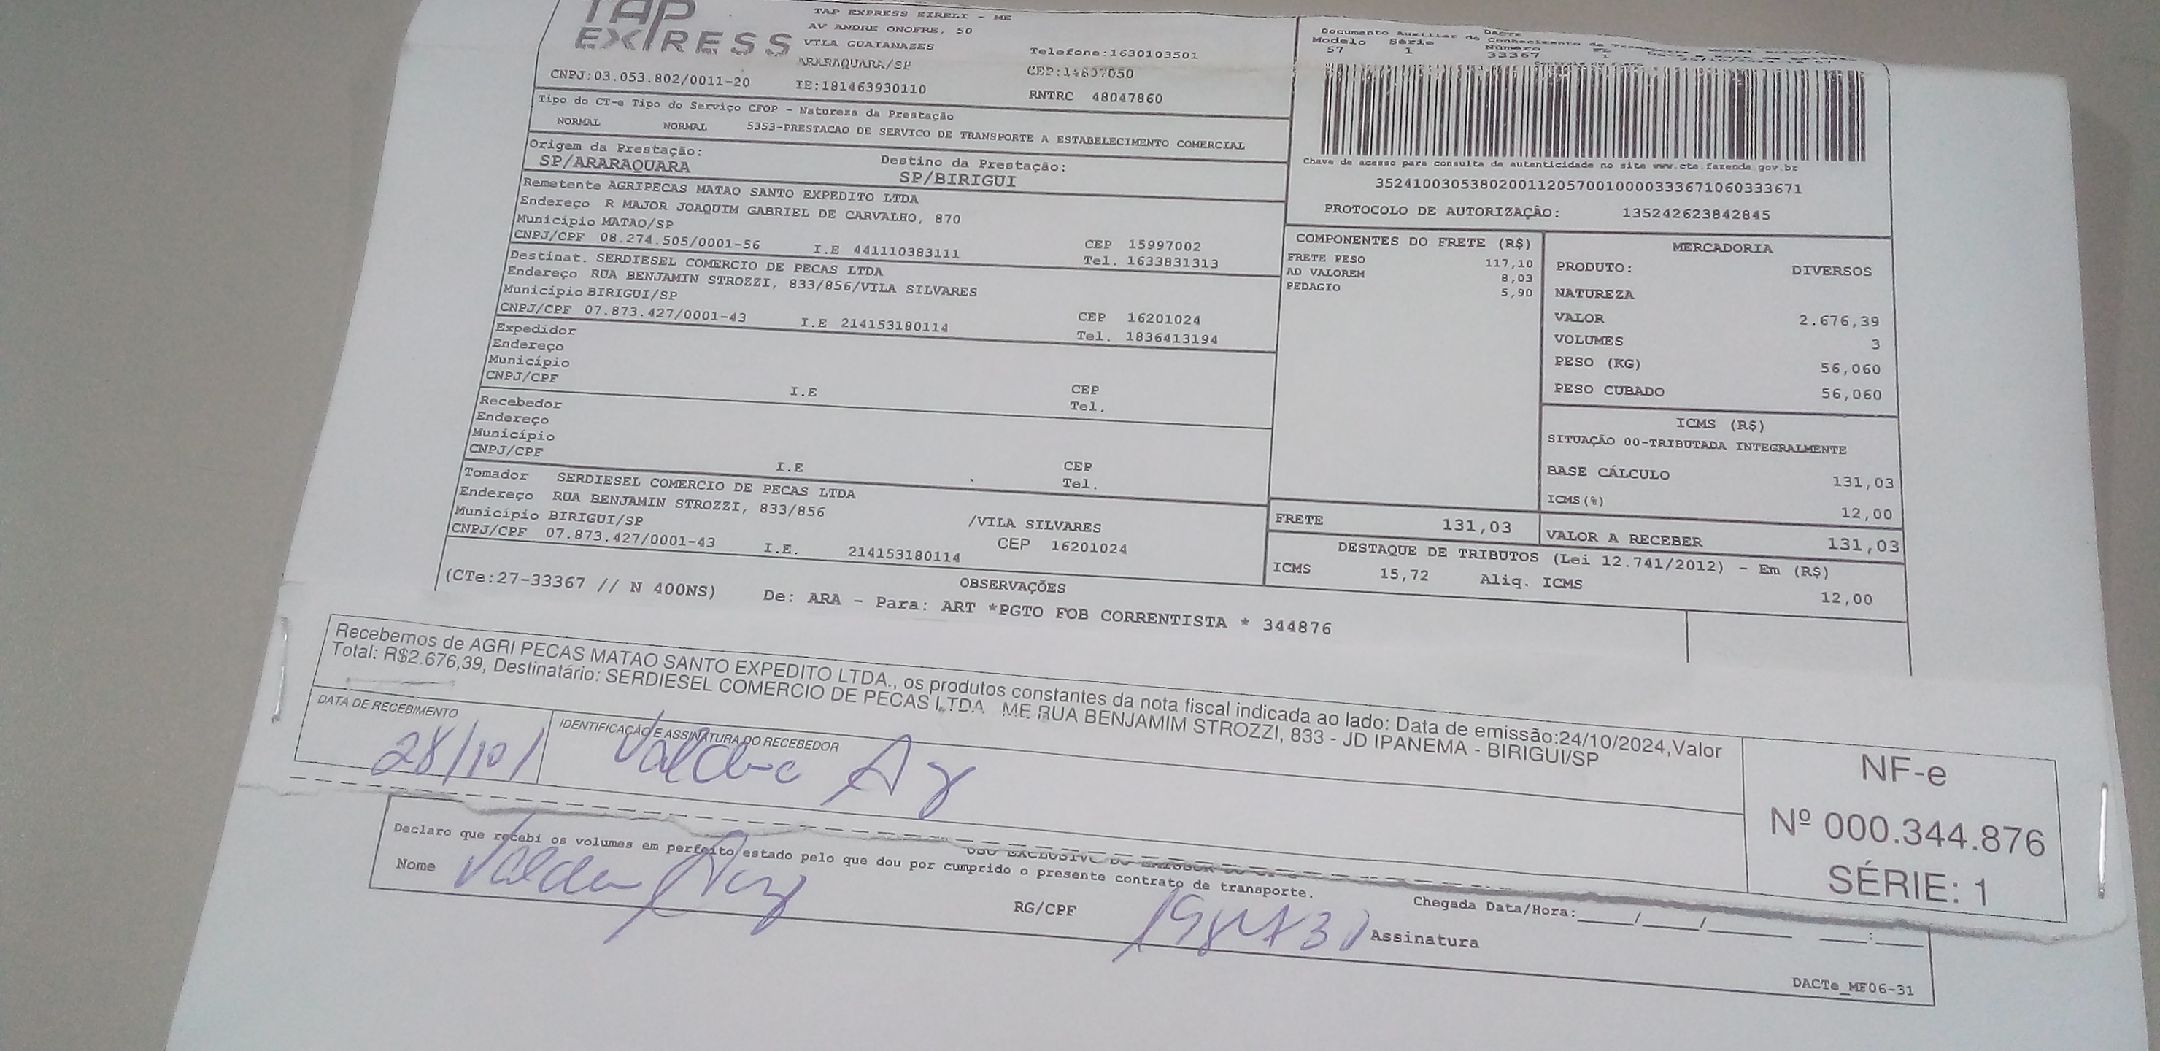 TAP EXPRESS
TAP EXPRESS EIRELI - ME
AV ANDRE ONOFRE, 50
VILA GUAIANAZES
ARARAQUARA/SP
Telefone:1630103501
CEP:14807050
CNPJ:03.053.802/0011-20 IE:181463930110 RNTRC 48047860
Modelo Série Número
57 1 33367
Tipo do CT-e Tipo do Serviço CFOP - Natureza da Prestação
NORMAL NORMAL 5353-PRESTACAO DE SERVICO DE TRANSPORTE A ESTABELECIMENTO COMERCIAL
Origem da Prestação: Destino da Prestação:
SP/ARARAQUARA SP/BIRIGUI
Chave de acesso para consulta de autenticidade no site www.cte.fazenda.gov.br
35241003053802001120570010000333671060333671
PROTOCOLO DE AUTORIZAÇÃO: 135242623842845
Remetente AGRIPECAS MATAO SANTO EXPEDITO LTDA
Endereço R MAJOR JOAQUIM GABRIEL DE CARVALHO, 870
Município MATAO/SP CEP 15997002
CNPJ/CPF 08.274.505/0001-56 I.E 441110383111 Tel. 1633831313
Destinat. SERDIESEL COMERCIO DE PECAS LTDA
Endereço RUA BENJAMIN STROZZI, 833/856/VILA SILVARES
Município BIRIGUI/SP CEP 16201024
CNPJ/CPF 07.873.427/0001-43 I.E 214153180114 Tel. 1836413194
Expedidor
Endereço
Município CEP
CNPJ/CPF I.E Tel.
Recebedor
Endereço
Município CEP
CNPJ/CPF I.E Tel.
Tomador SERDIESEL COMERCIO DE PECAS LTDA
Endereço RUA BENJAMIN STROZZI, 833/856 /VILA SILVARES
Município BIRIGUI/SP CEP 16201024
CNPJ/CPF 07.873.427/0001-43 I.E. 214153180114
COMPONENTES DO FRETE (R$)
FRETE PESO 117,10
AD VALOREM 8,03
PEDAGIO 5,90
FRETE 131,03
MERCADORIA
PRODUTO: DIVERSOS
NATUREZA
VALOR 2.676,39
VOLUMES 3
PESO (KG) 56,060
PESO CUBADO 56,060
ICMS (R$)
SITUAÇÃO 00-TRIBUTADA INTEGRALMENTE
BASE CÁLCULO 131,03
ICMS(%) 12,00
VALOR A RECEBER 131,03
DESTAQUE DE TRIBUTOS (Lei 12.741/2012) - Em (R$)
ICMS 15,72 Aliq. ICMS 12,00
OBSERVAÇÕES
(CTe:27-33367 // N 400NS) De: ARA - Para: ART *PGTO FOB CORRENTISTA * 344876
Recebemos de AGRI PECAS MATAO SANTO EXPEDITO LTDA., os produtos constantes da nota fiscal indicada ao lado: Data de emissão:24/10/2024,Valor
Total: R$2.676,39, Destinatário: SERDIESEL COMERCIO DE PECAS LTDA ME RUA BENJAMIM STROZZI, 833 - JD IPANEMA - BIRIGUI/SP
DATA DE RECEBIMENTO IDENTIFICAÇÃO E ASSINATURA DO RECEBEDOR
28/10/
NF-e
Nº 000.344.876
SÉRIE: 1
Declaro que recebi os volumes em perfeito estado pelo que dou por cumprido o presente contrato de transporte.
Nome RG/CPF Assinatura
Chegada Data/Hora:____/____/______ ____:____
DACTe_MF06-31